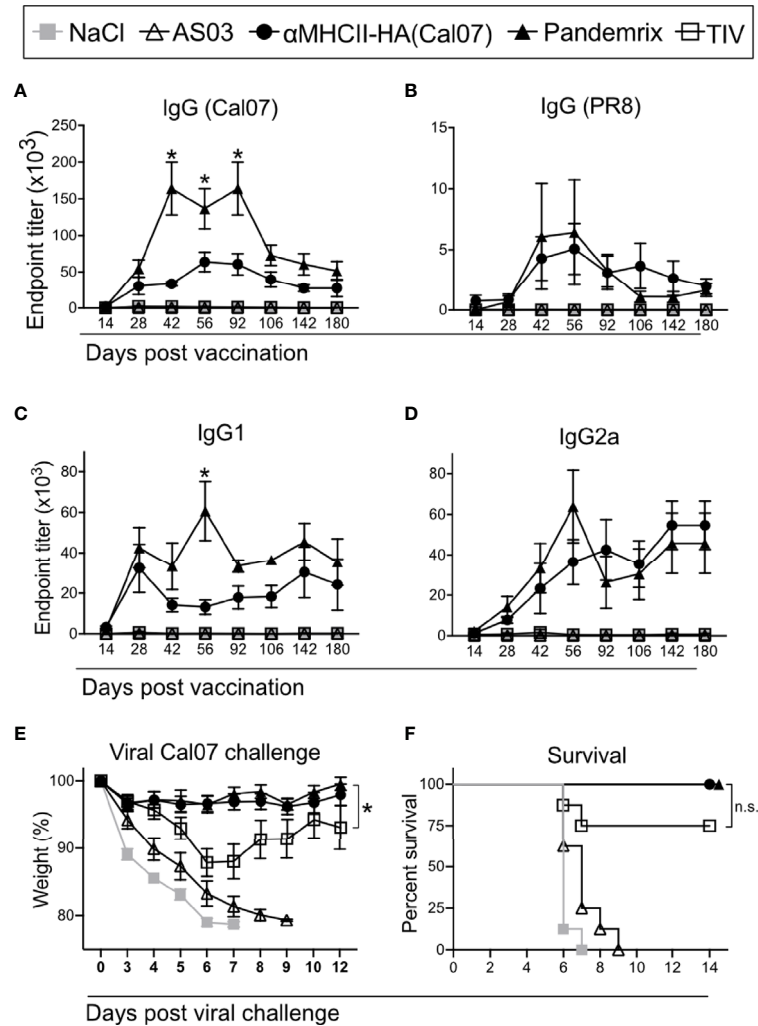 NaCl AS03 αMHCII-HA(Cal07) Pandemrix TIV
A
IgG (Cal07)
Endpoint titer (x10³)
250
200
150
100
50
0
* * *
14 28 42 56 92 106 142 180
Days post vaccination
B
IgG (PR8)
15
10
5
0
14 28 42 56 92 106 142 180
C
IgG1
Endpoint titer (x10³)
80
60
40
20
0
*
14 28 42 56 92 106 142 180
Days post vaccination
D
IgG2a
80
60
40
20
0
14 28 42 56 92 106 142 180
E
Viral Cal07 challenge
Weight (%)
100
90
80
*
0 3 4 5 6 7 8 9 10 12
Days post viral challenge
F
Survival
Percent survival
100
75
50
25
0
n.s.
0 2 4 6 8 10 12 14